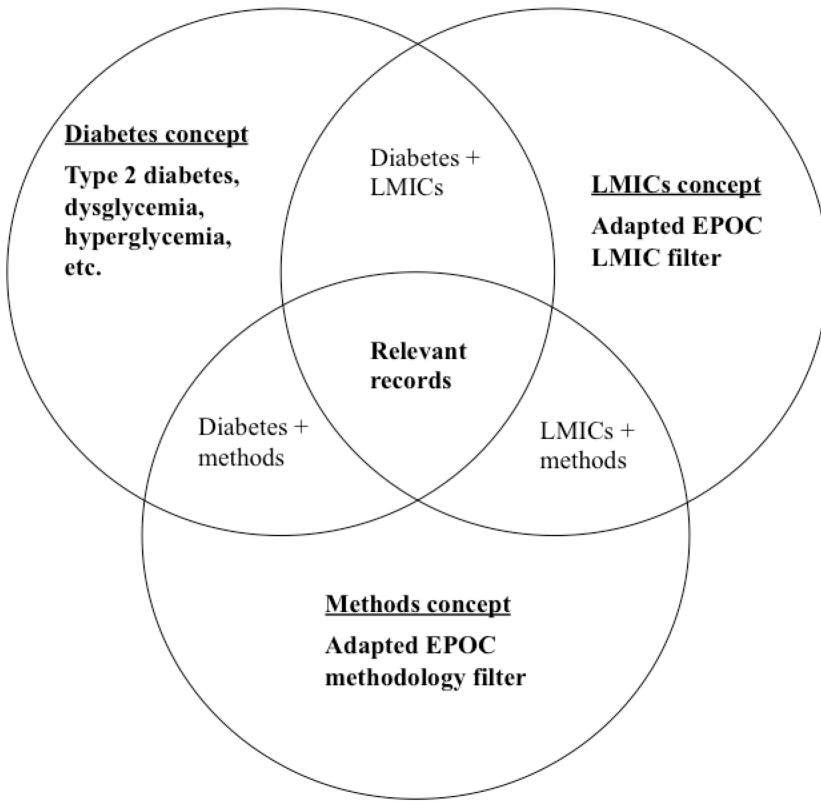 Diabetes concept
Type 2 diabetes,
dysglycemia,
hyperglycemia,
etc.
Diabetes +
LMICs
LMICs concept
Adapted EPOC
LMIC filter
Relevant
records
Diabetes +
methods
LMICs +
methods
Methods concept
Adapted EPOC
methodology filter